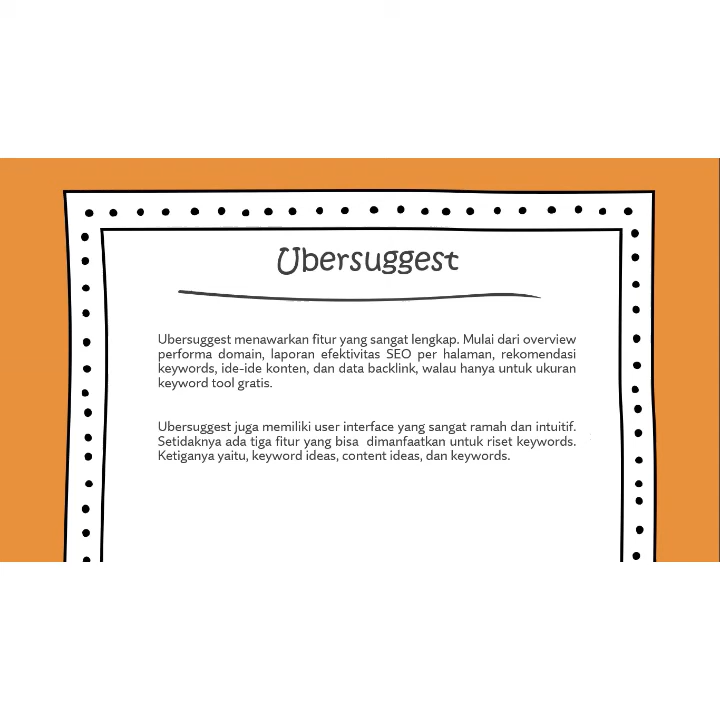 Ubersuggest
Ubersuggest menawarkan fitur yang sangat lengkap. Mulai dari overview
performa domain, laporan efektivitas SEO per halaman, rekomendasi
keywords, ide-ide konten, dan data backlink, walau hanya untuk ukuran
keyword tool gratis.
Ubersuggest juga memiliki user interface yang sangat ramah dan intuitif.
Setidaknya ada tiga fitur yang bisa  dimanfaatkan untuk riset keywords.
Ketiganya yaitu, keyword ideas, content ideas, dan keywords.